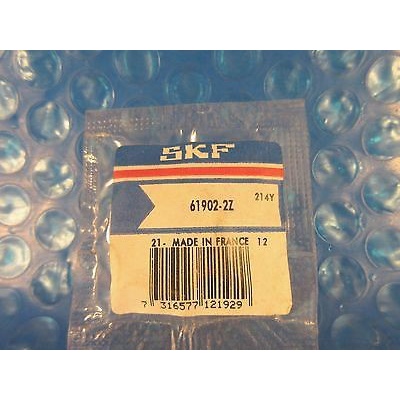 SKF
61902-2Z 214Y
21- MADE IN FRANCE 12
7 316577 121929